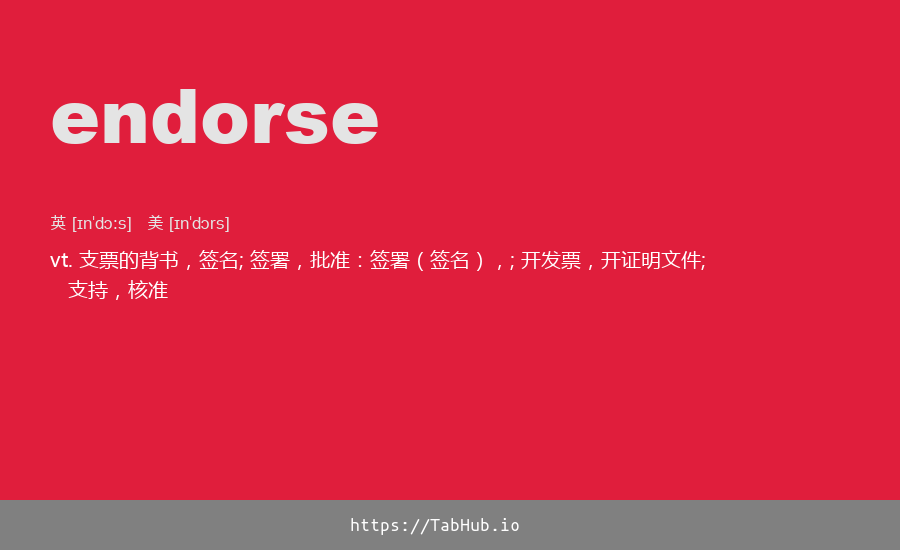 endorse
英 [ɪnˈdɔːs] 美 [ɪnˈdɔrs]
vt. 支票的背书，签名; 签署，批准：签署（签名），; 开发票，开证明文件;
支持，核准
https://TabHub.io